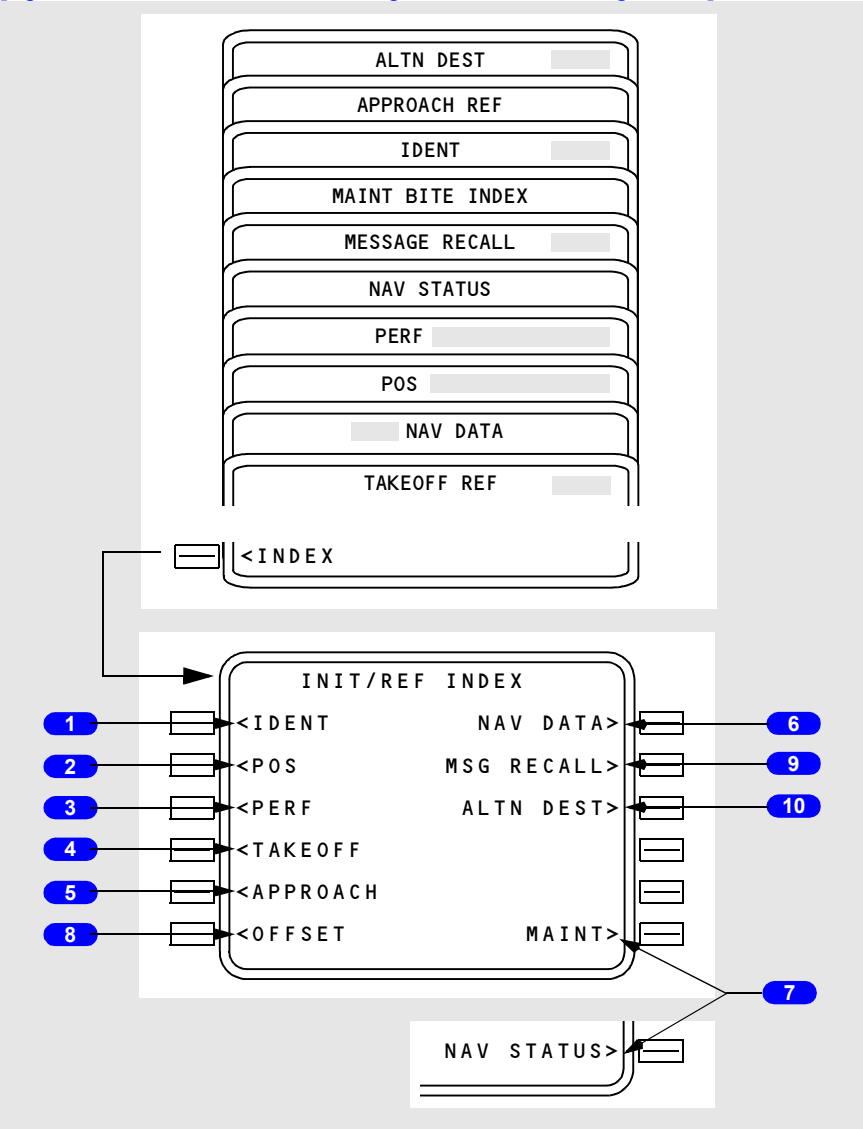 ALTN DEST
APPROACH REF
IDENT
MAINT BITE INDEX
MESSAGE RECALL
NAV STATUS
PERF
POS
NAV DATA
TAKEOFF REF
<INDEX
INIT/REF INDEX
1 <IDENT NAV DATA> 6
2 <POS MSG RECALL> 9
3 <PERF ALTN DEST> 10
4 <TAKEOFF
5 <APPROACH
8 <OFFSET MAINT>
7
NAV STATUS>